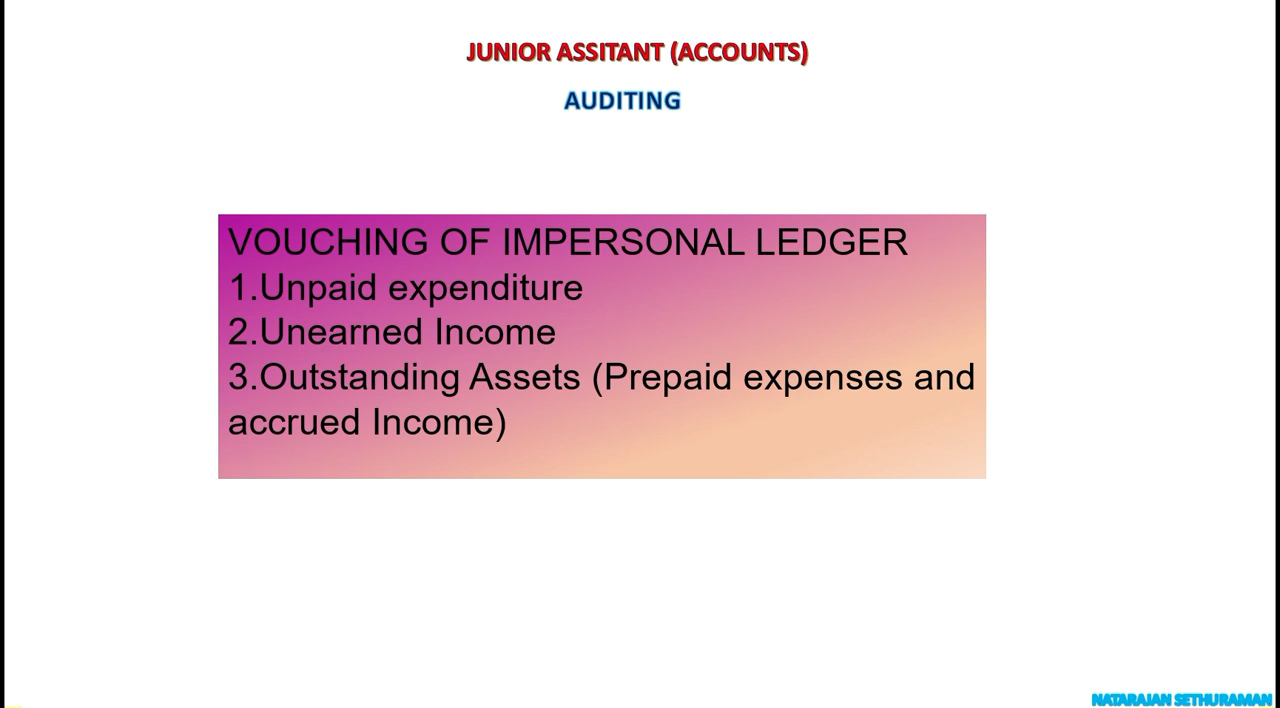 JUNIOR ASSITANT (ACCOUNTS)
AUDITING
VOUCHING OF IMPERSONAL LEDGER
1.Unpaid expenditure
2.Unearned Income
3.Outstanding Assets (Prepaid expenses and
accrued Income)
NATARAJAN SETHURAMAN